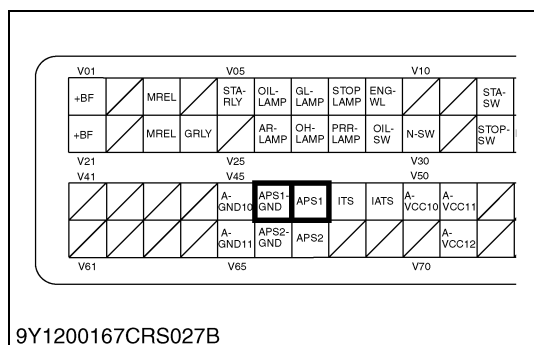 V01 V05 V10
+BF MREL STA-RLY OIL-LAMP GL-LAMP STOP LAMP ENG-WL STA-SW
+BF MREL GRLY AR-LAMP OH-LAMP PRR-LAMP OIL-SW N-SW STOP-SW
V21 V25 V30
V41 V45 V50
A-GND10 APS1-GND APS1 ITS IATS A-VCC10 A-VCC11
A-GND11 APS2-GND APS2 A-VCC12
V61 V65 V70
9Y1200167CRS027B